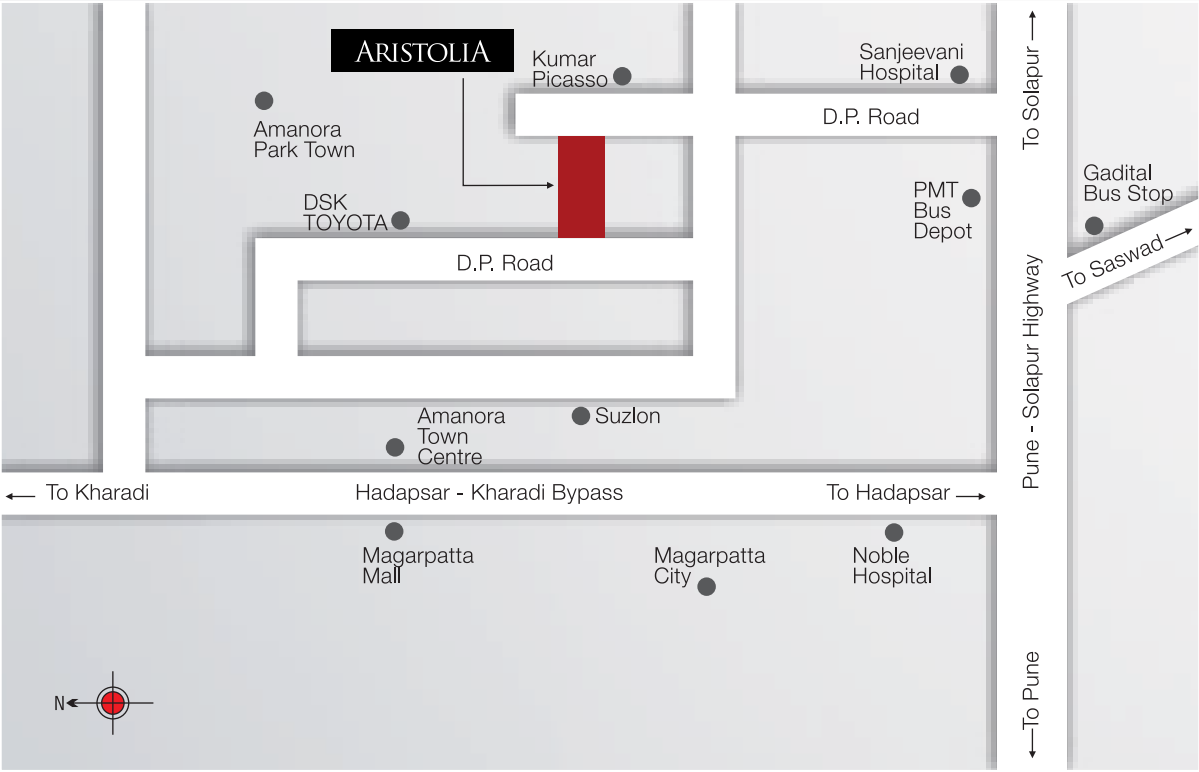 ARISTOLIA
Kumar
Picasso
Sanjeevani
Hospital
To Solapur
Amanora
Park Town
D.P. Road
DSK
TOYOTA
PMT
Bus
Depot
Gadital
Bus Stop
D.P. Road
To Saswad
Pune - Solapur Highway
Amanora
Town
Centre
Suzlon
To Kharadi
Hadapsar - Kharadi Bypass
To Hadapsar
Magarpatta
Mall
Magarpatta
City
Noble
Hospital
To Pune
N